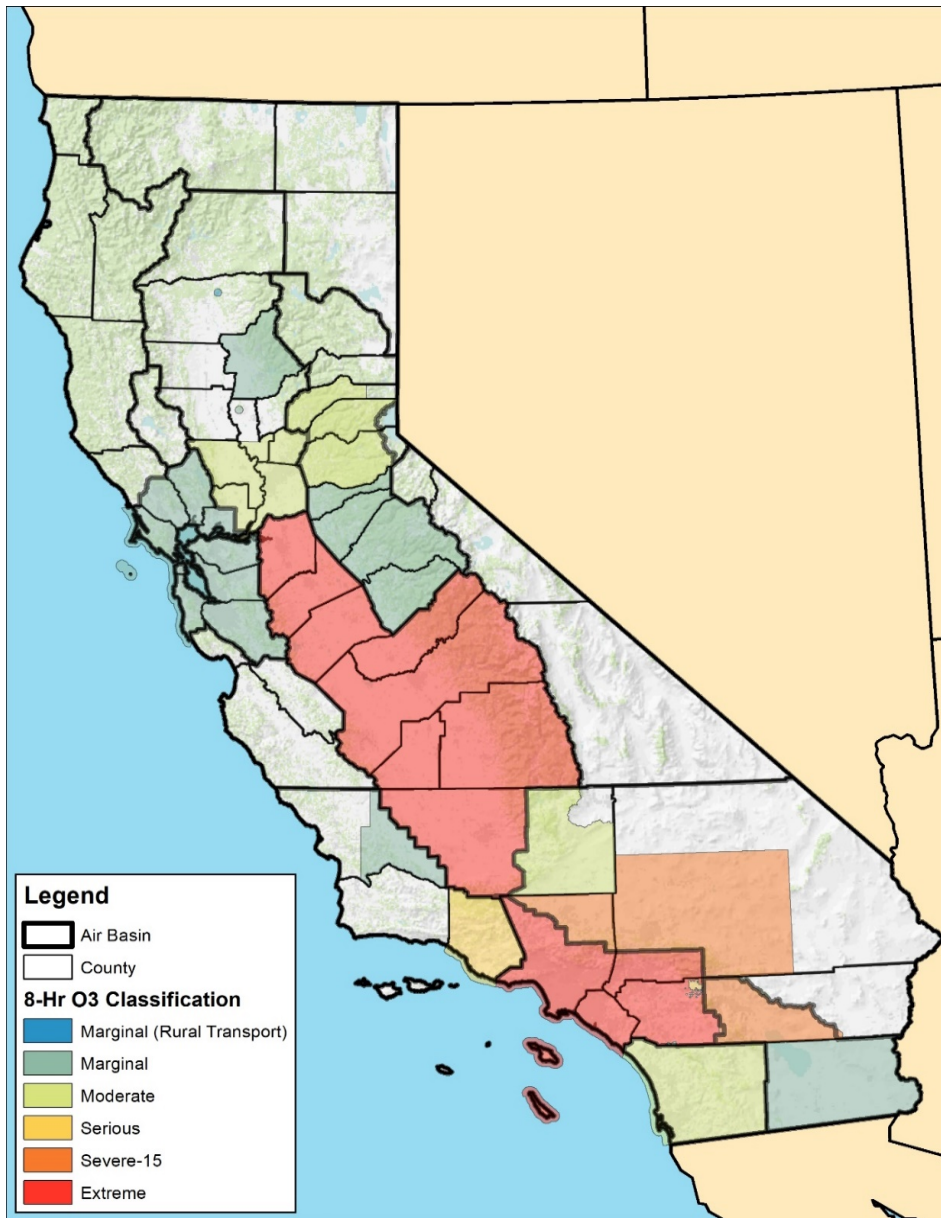 Legend
Air Basin
County
8-Hr O3 Classification
Marginal (Rural Transport)
Marginal
Moderate
Serious
Severe-15
Extreme